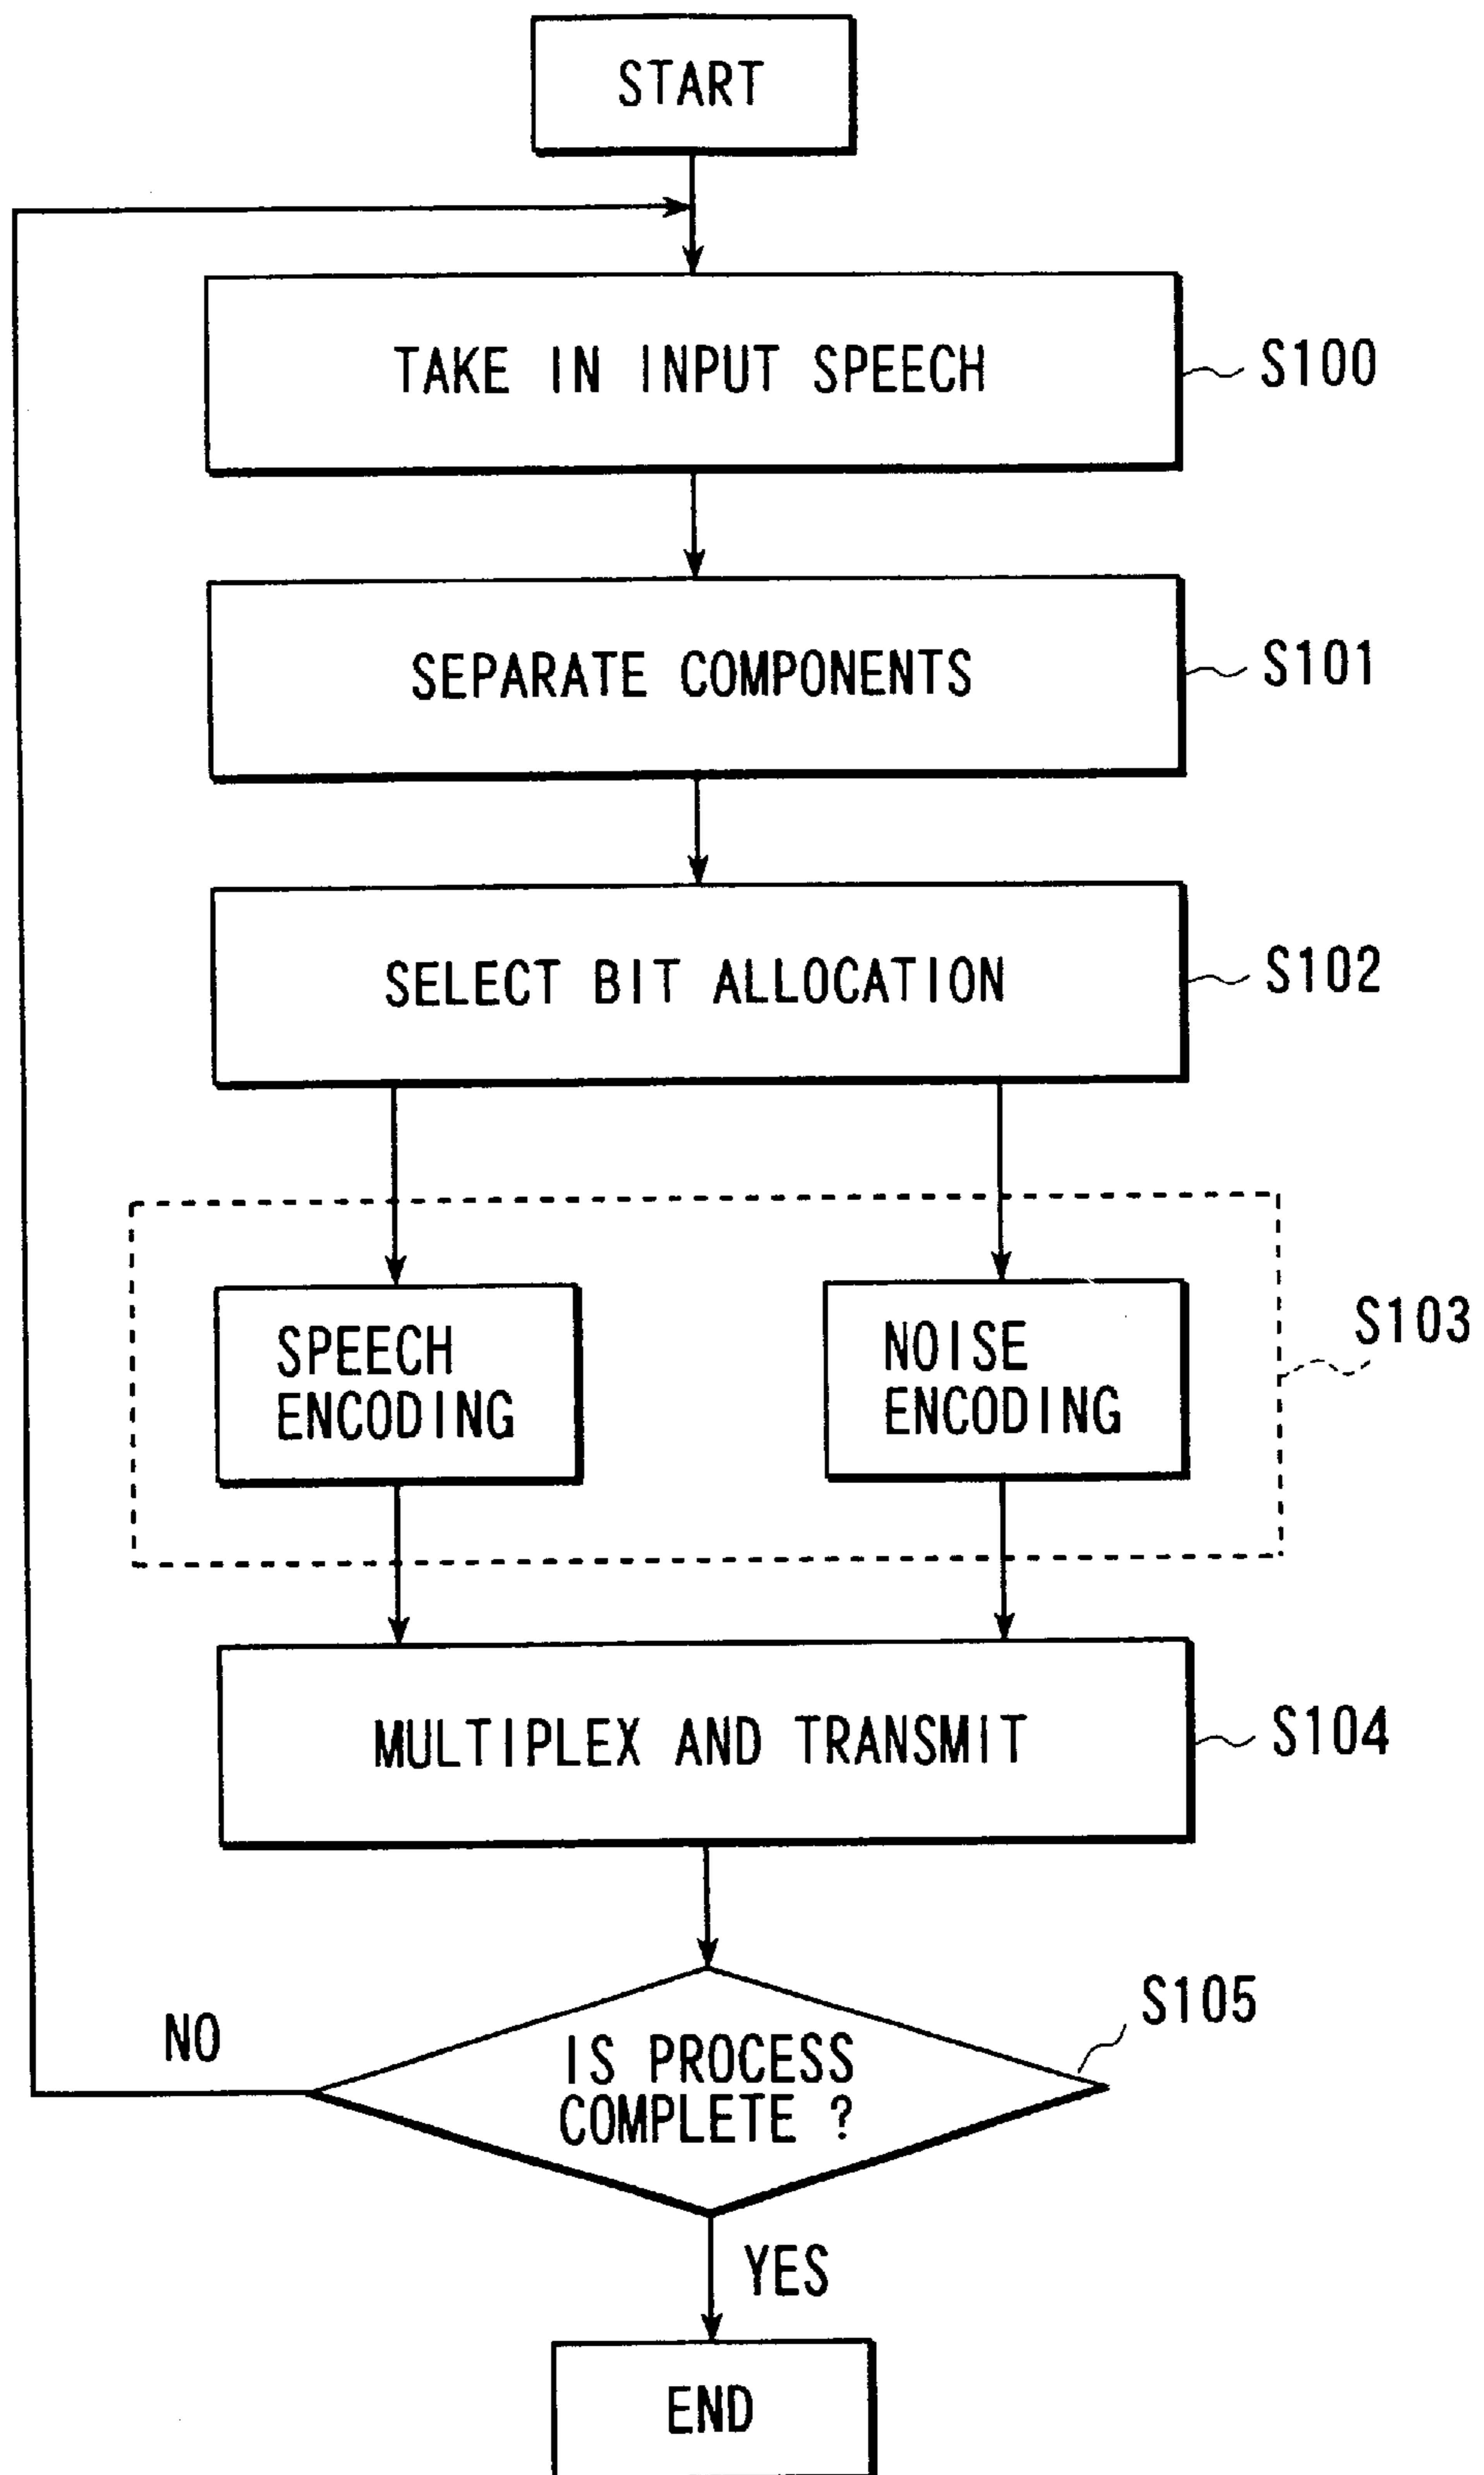 START
TAKE IN INPUT SPEECH
S100
SEPARATE COMPONENTS
S101
SELECT BIT ALLOCATION
S102
SPEECH
ENCODING
NOISE
ENCODING
S103
MULTIPLEX AND TRANSMIT
S104
IS PROCESS
COMPLETE ?
S105
NO
YES
END